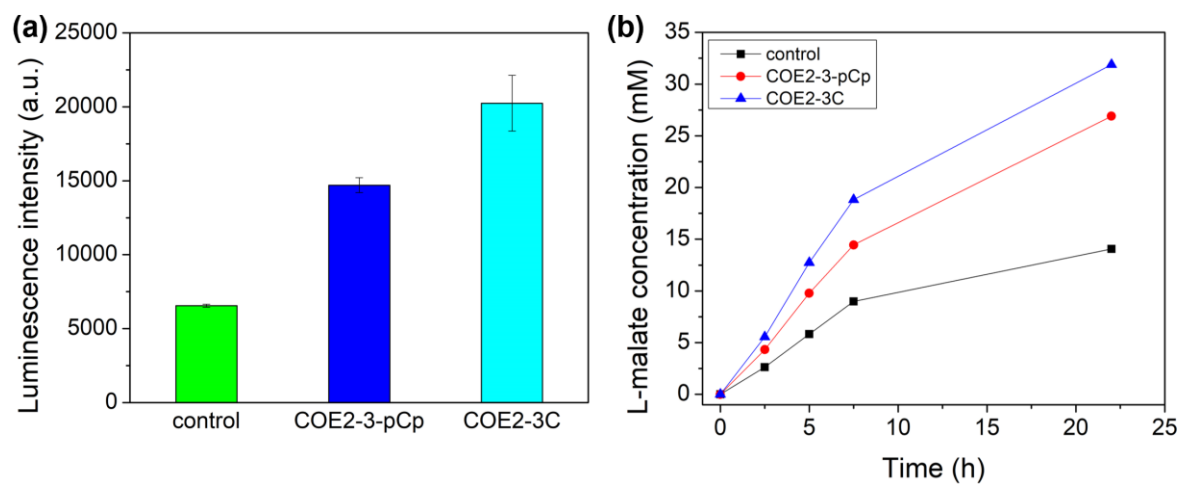 (a)
Luminescence intensity (a.u.)
25000
20000
15000
10000
5000
0
control
COE2-3-pCp
COE2-3C
(b)
L-malate concentration (mM)
35
30
25
20
15
10
5
0
control
COE2-3-pCp
COE2-3C
0
5
10
15
20
25
Time (h)